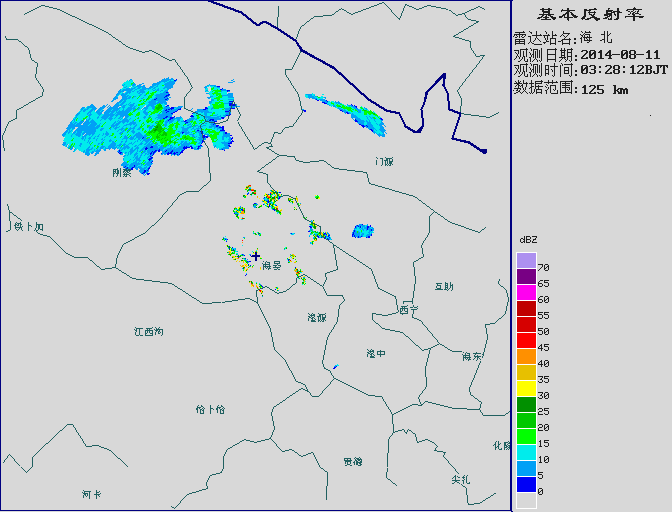 基本反射率
雷达站名:海 北
观测日期:2014-08-11
观测时间:03:28:12BJT
数据范围:125 km
门源
阴寨
铁卜加
海晏
互助
西宁
湟源
江西沟
湟中
海东
恰卜恰
化隆
贵德
尖扎
河卡
dBZ
70
65
60
55
50
45
40
35
30
25
20
15
10
5
0